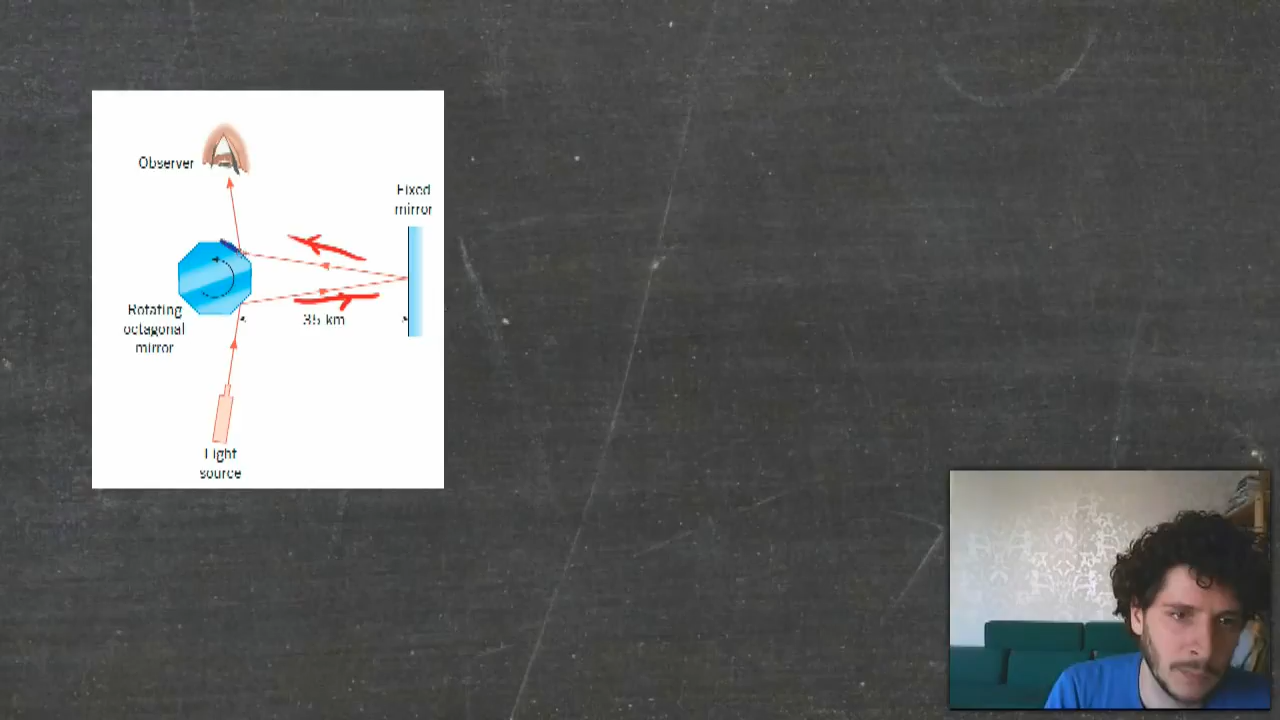 Observer
Fixed
mirror
Rotating
octagonal
mirror
35 km
Light
source